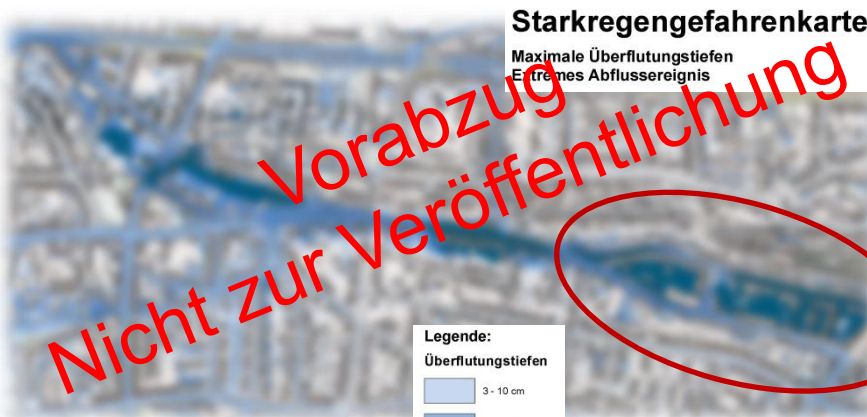 Starkregengefahrenkarte
Maximale Überflutungstiefen
Extremes Abflussereignis
Vorabzug
Nicht zur Veröffentlichung
Legende:
Überflutungstiefen
3 - 10 cm